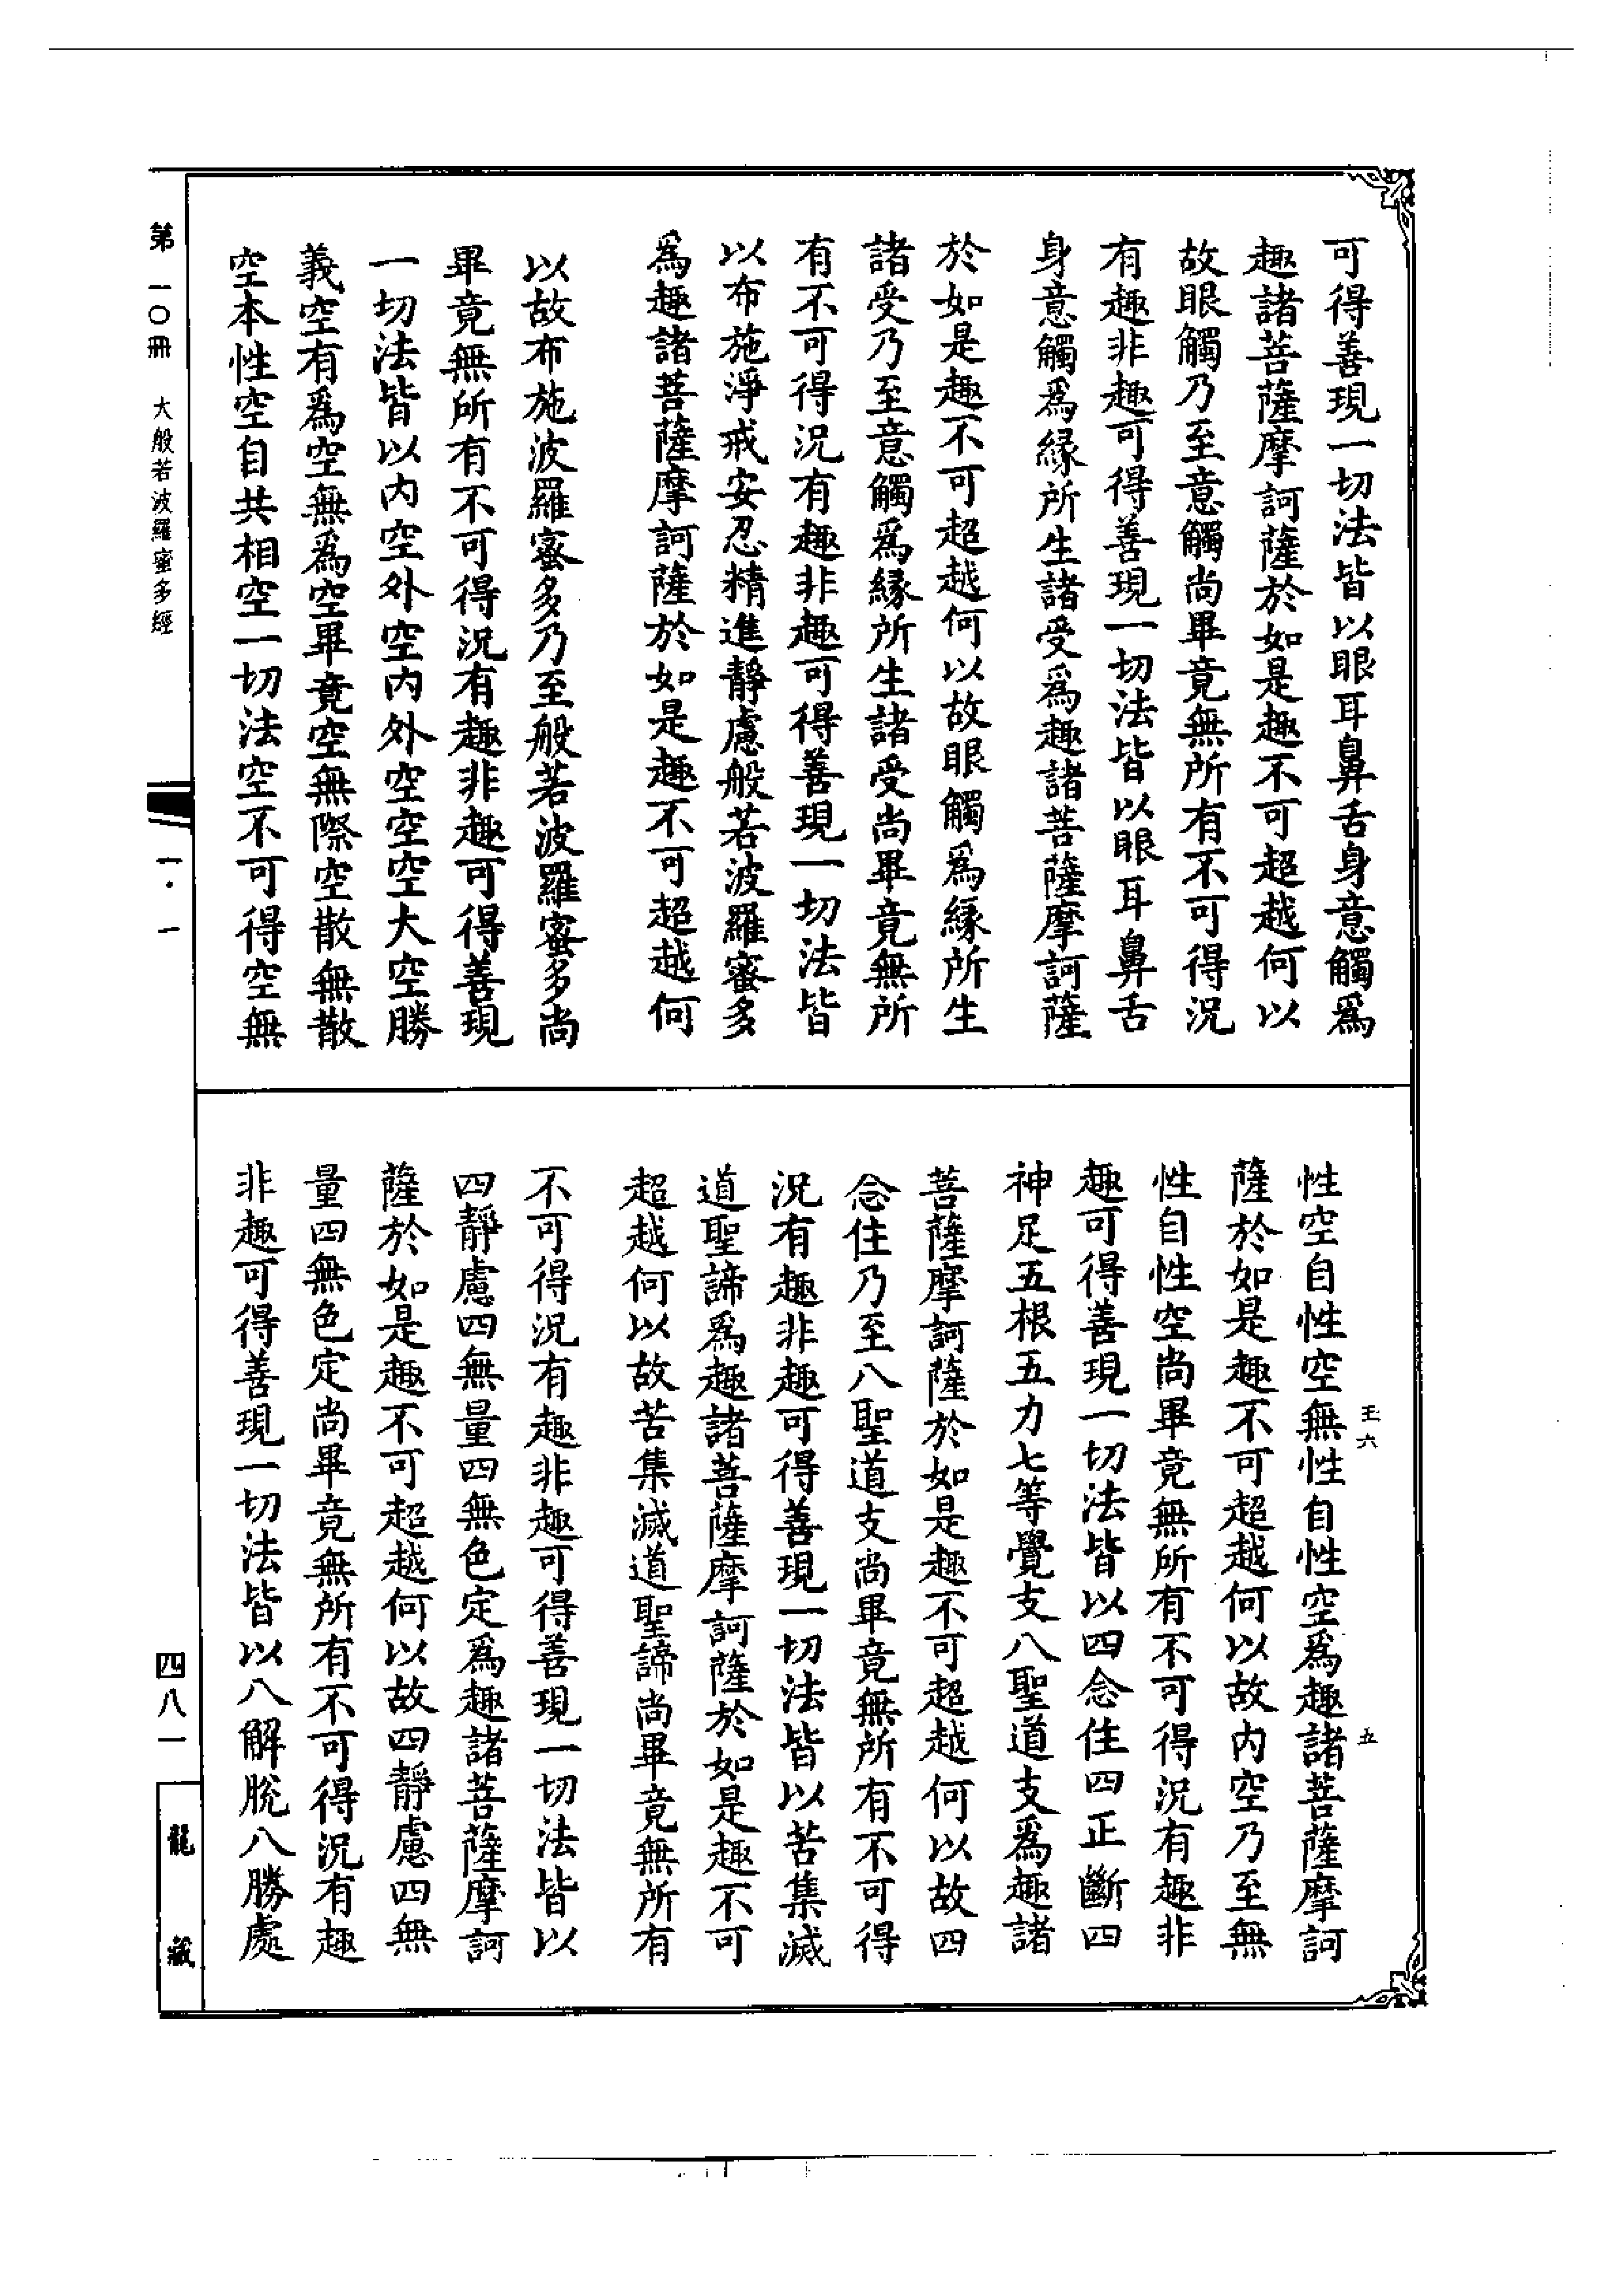 可得善現一切法皆以眼耳鼻舌身意觸爲
趣諸菩薩摩訶薩於如是趣不可超越何以
故眼觸乃至意觸尚畢竟無所有不可得況
有趣非趣可得善現一切法皆以眼耳鼻舌
身意觸爲緣所生諸受爲趣諸菩薩摩訶薩
於如是趣不可超越何以故眼觸爲緣所生
諸受乃至意觸爲緣所生諸受尚畢竟無所
有不可得況有趣非趣可得善現一切法皆
以布施淨戒安忍精進靜慮般若波羅蜜多
爲趣諸菩薩摩訶薩於如是趣不可超越何
以故布施波羅蜜多乃至般若波羅蜜多尚
畢竟無所有不可得況有趣非趣可得善現
一切法皆以內空外空內外空空空大空勝
義空有爲空無爲空畢竟空無際空散無散
空本性空自共相空一切法空不可得空無
性空自性空無性自性空爲趣諸菩薩摩訶
薩於如是趣不可超越何以故內空乃至無
性自性空尚畢竟無所有不可得況有趣非
趣可得善現一切法皆以四念住四正斷四
神足五根五力七等覺支八聖道支爲趣諸
菩薩摩訶薩於如是趣不可超越何以故四
念住乃至八聖道支尚畢竟無所有不可得
況有趣非趣可得善現一切法皆以苦集滅
道聖諦爲趣諸菩薩摩訶薩於如是趣不可
超越何以故苦集滅道聖諦尚畢竟無所有
不可得況有趣非趣可得善現一切法皆以
四靜慮四無量四無色定爲趣諸菩薩摩訶
薩於如是趣不可超越何以故四靜慮四無
量四無色定尚畢竟無所有不可得況有趣
非趣可得善現一切法皆以八解脫八勝處
王六
五
第一〇冊 大般若波羅蜜多經
一·一
四八一
龍藏